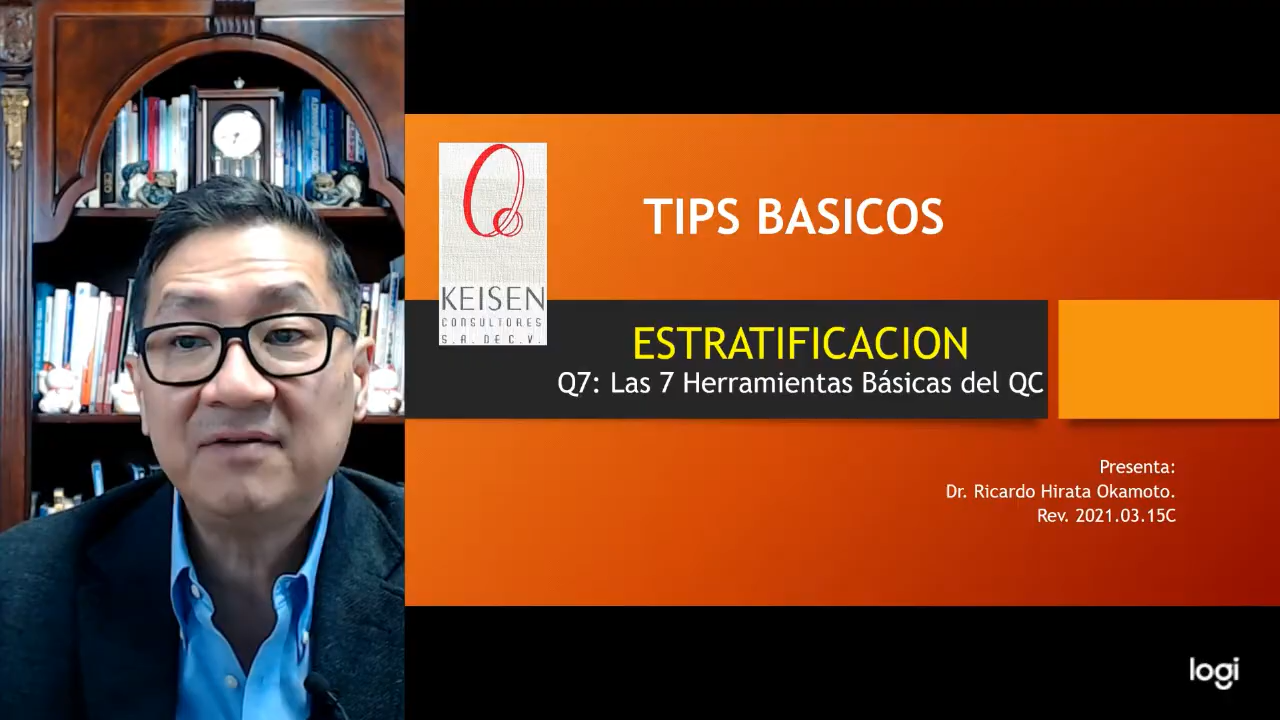 TIPS BASICOS
KEISEN
CONSULTORES
S.A. DE C.V.
ESTRATIFICACION
Q7: Las 7 Herramientas Básicas del QC
Presenta:
Dr. Ricardo Hirata Okamoto.
Rev. 2021.03.15C
logi